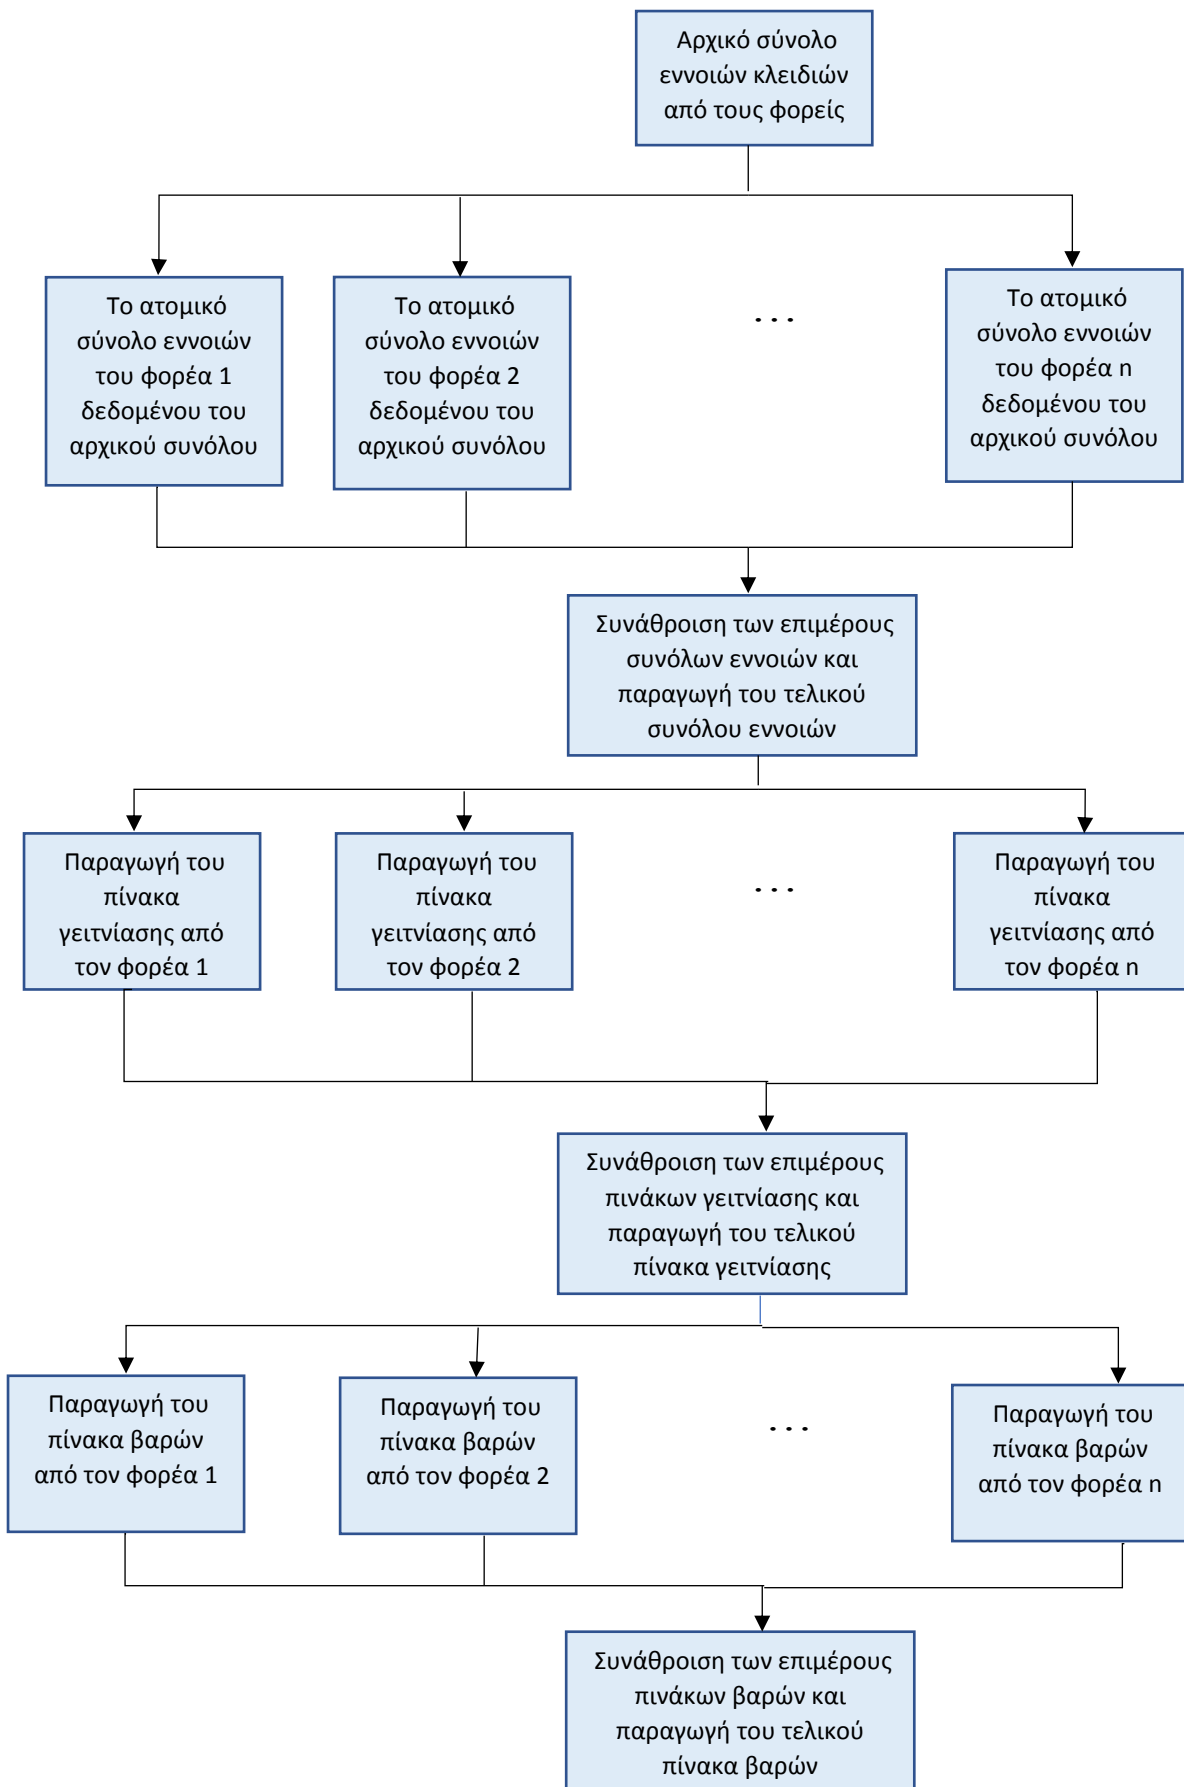 Αρχικό σύνολο
εννοιών κλειδιών
από τους φορείς
Το ατομικό
σύνολο εννοιών
του φορέα 1
δεδομένου του
αρχικού συνόλου
Το ατομικό
σύνολο εννοιών
του φορέα 2
δεδομένου του
αρχικού συνόλου
...
Το ατομικό
σύνολο εννοιών
του φορέα n
δεδομένου του
αρχικού συνόλου
Συνάθροιση των επιμέρους
συνόλων εννοιών και
παραγωγή του τελικού
συνόλου εννοιών
Παραγωγή του
πίνακα
γειτνίασης από
τον φορέα 1
Παραγωγή του
πίνακα
γειτνίασης από
τον φορέα 2
...
Παραγωγή του
πίνακα
γειτνίασης από
τον φορέα n
Συνάθροιση των επιμέρους
πινάκων γειτνίασης και
παραγωγή του τελικού
πίνακα γειτνίασης
Παραγωγή του
πίνακα βαρών
από τον φορέα 1
Παραγωγή του
πίνακα βαρών
από τον φορέα 2
...
Παραγωγή του
πίνακα βαρών
από τον φορέα n
Συνάθροιση των επιμέρους
πινάκων βαρών και
παραγωγή του τελικού
πίνακα βαρών